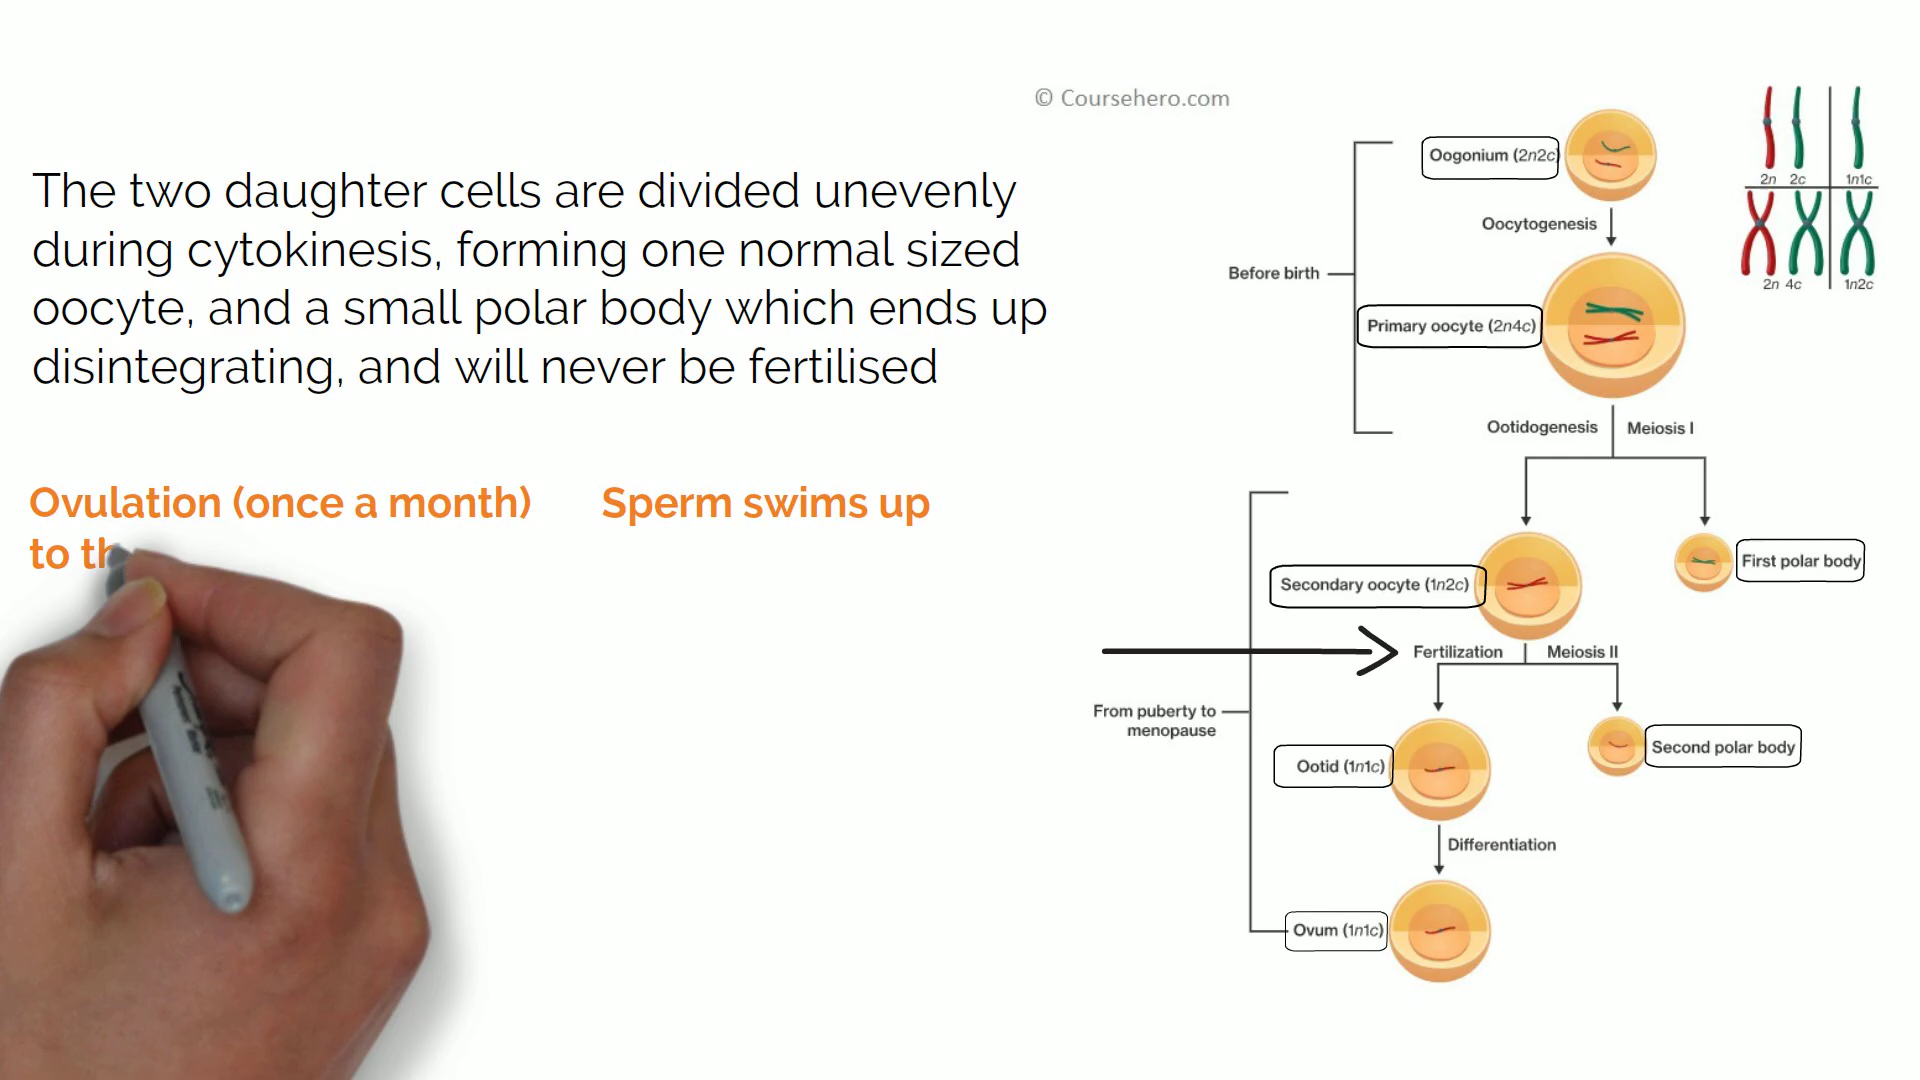 © Coursehero.com
The two daughter cells are divided unevenly
during cytokinesis, forming one normal sized
oocyte, and a small polar body which ends up
disintegrating, and will never be fertilised
Ovulation (once a month) Sperm swims up
to th
Oogonium (2n2c)
Oocytogenesis
Before birth
Primary oocyte (2n4c)
Ootidogenesis
Meiosis I
2n 2c
1n1c
2n 4c
1n2c
Secondary oocyte (1n2c)
First polar body
Fertilization
Meiosis II
From puberty to
menopause
Ootid (1n1c)
Second polar body
Differentiation
Ovum (1n1c)